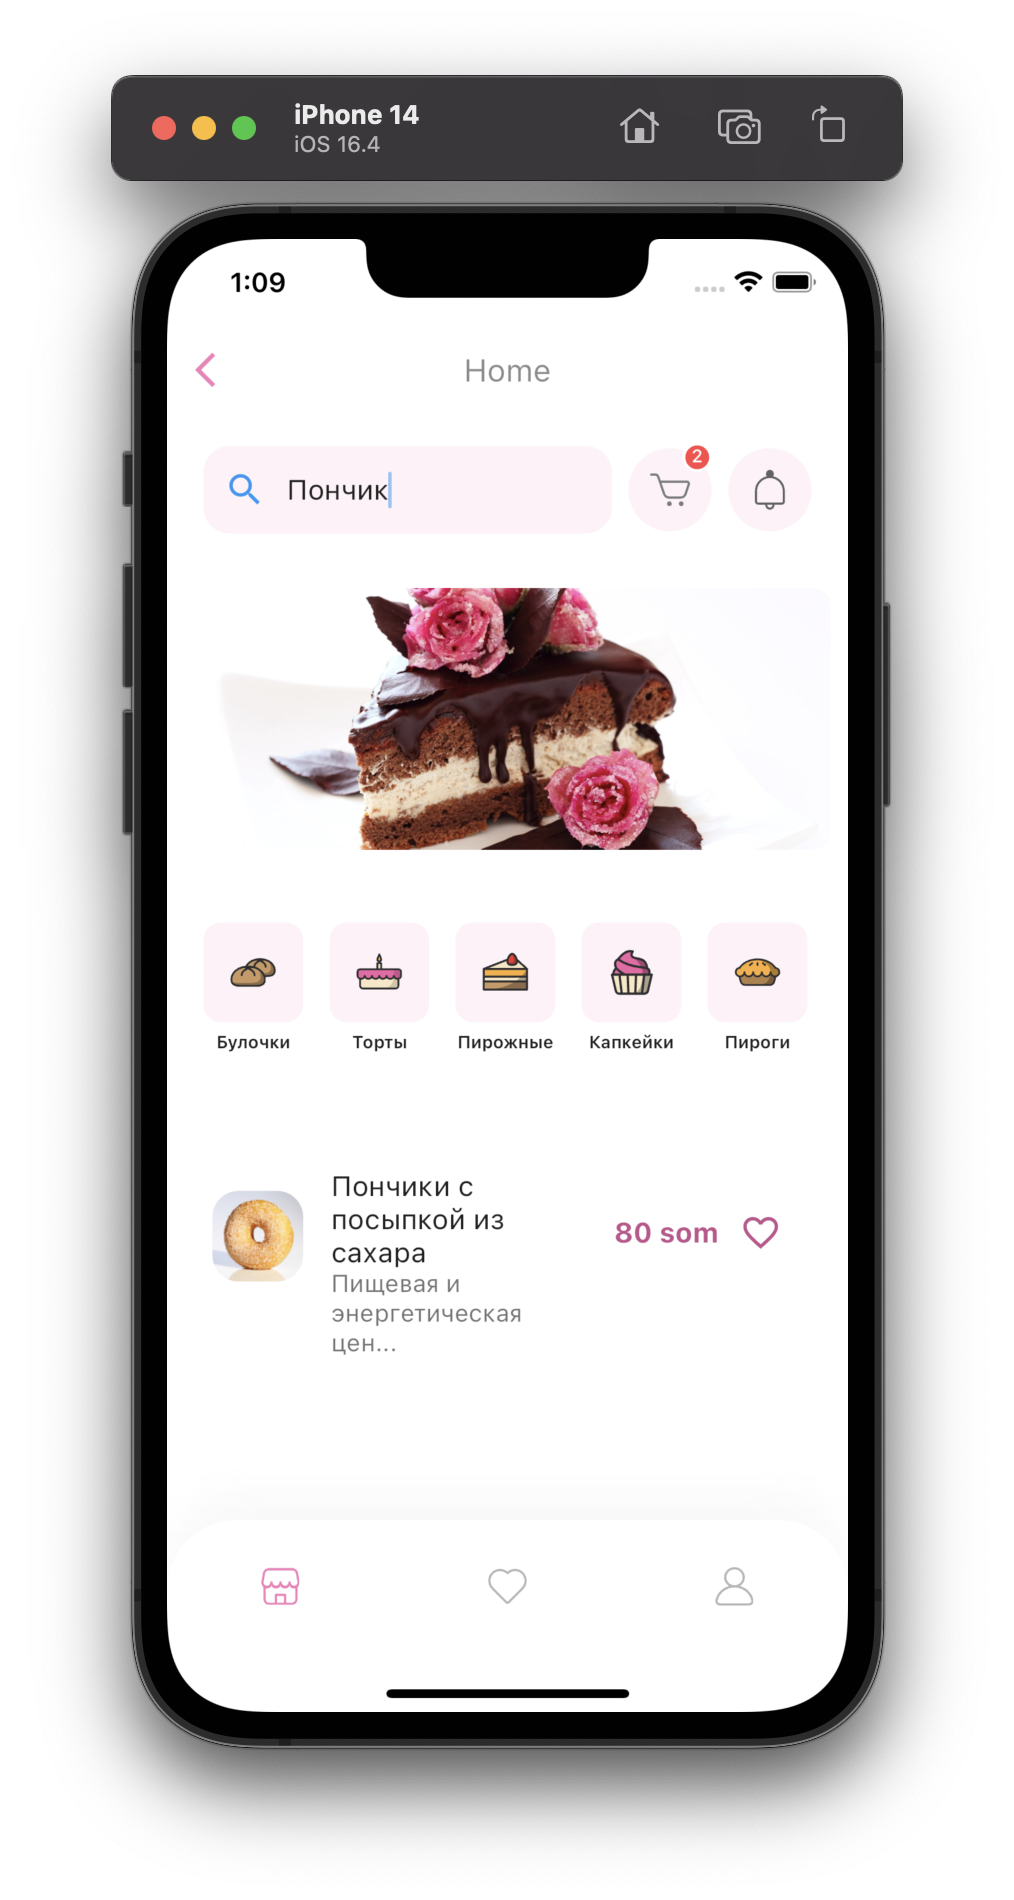 iPhone 14
iOS 16.4
1:09
Home
Пончик
2
Булочки
Торты
Пирожные
Капкейки
Пироги
Пончики с
посыпкой из
сахара
80 som
Пищевая и
энергетическая
цен...